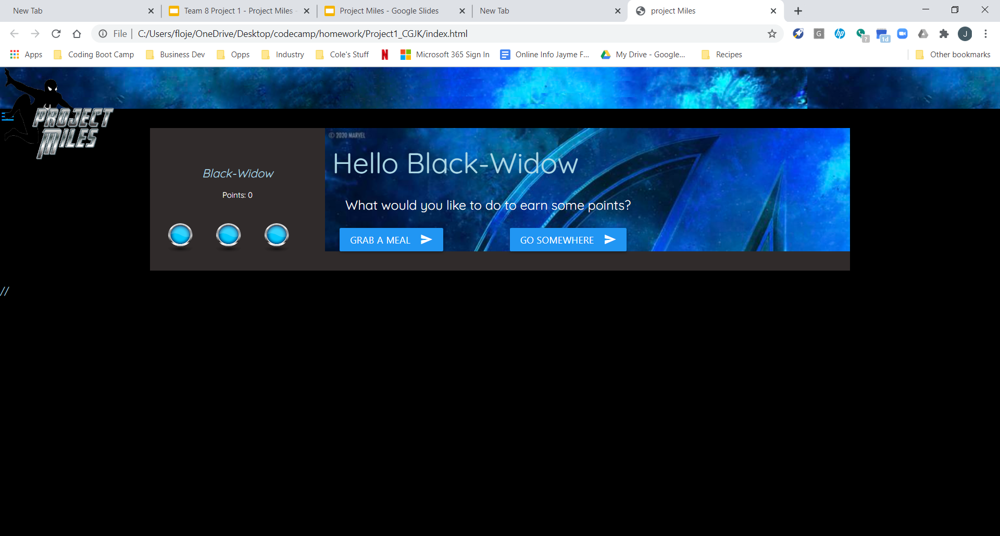 New Tab
Team 8 Project 1 - Project Miles -
Project Miles - Google Slides
New Tab
project Miles
File
C:/Users/floje/OneDrive/Desktop/codecamp/homework/Project1_CGJK/index.html
G
hp
?
1d
J
Apps
Coding Boot Camp
Business Dev
Opps
Industry
Cole's Stuff
N
Microsoft 365 Sign In
Online Info Jayme F...
My Drive - Google...
Recipes
Other bookmarks
PROJECT
MILES
© 2020 MARVEL
Hello Black-Widow
Black-Widow
Points: 0
What would you like to do to earn some points?
GRAB A MEAL
GO SOMEWHERE
//